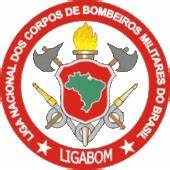 LIGA NACIONAL DOS CORPOS DE BOMBEIROS MILITARES DO BRASIL
LIGABOM